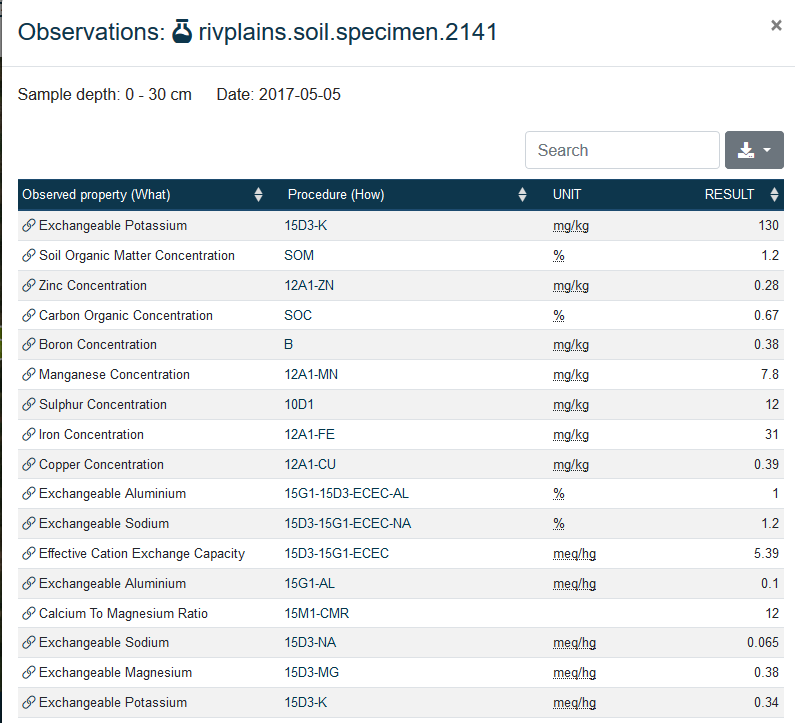 Observations: rivplains.soil.specimen.2141 ×
Sample depth: 0 - 30 cm Date: 2017-05-05
Search
Observed property (What) Procedure (How) UNIT RESULT
Exchangeable Potassium 15D3-K mg/kg 130
Soil Organic Matter Concentration SOM % 1.2
Zinc Concentration 12A1-ZN mg/kg 0.28
Carbon Organic Concentration SOC % 0.67
Boron Concentration B mg/kg 0.38
Manganese Concentration 12A1-MN mg/kg 7.8
Sulphur Concentration 10D1 mg/kg 12
Iron Concentration 12A1-FE mg/kg 31
Copper Concentration 12A1-CU mg/kg 0.39
Exchangeable Aluminium 15G1-15D3-ECEC-AL % 1
Exchangeable Sodium 15D3-15G1-ECEC-NA % 1.2
Effective Cation Exchange Capacity 15D3-15G1-ECEC meq/hg 5.39
Exchangeable Aluminium 15G1-AL meq/hg 0.1
Calcium To Magnesium Ratio 15M1-CMR 12
Exchangeable Sodium 15D3-NA meq/hg 0.065
Exchangeable Magnesium 15D3-MG meq/hg 0.38
Exchangeable Potassium 15D3-K meq/hg 0.34